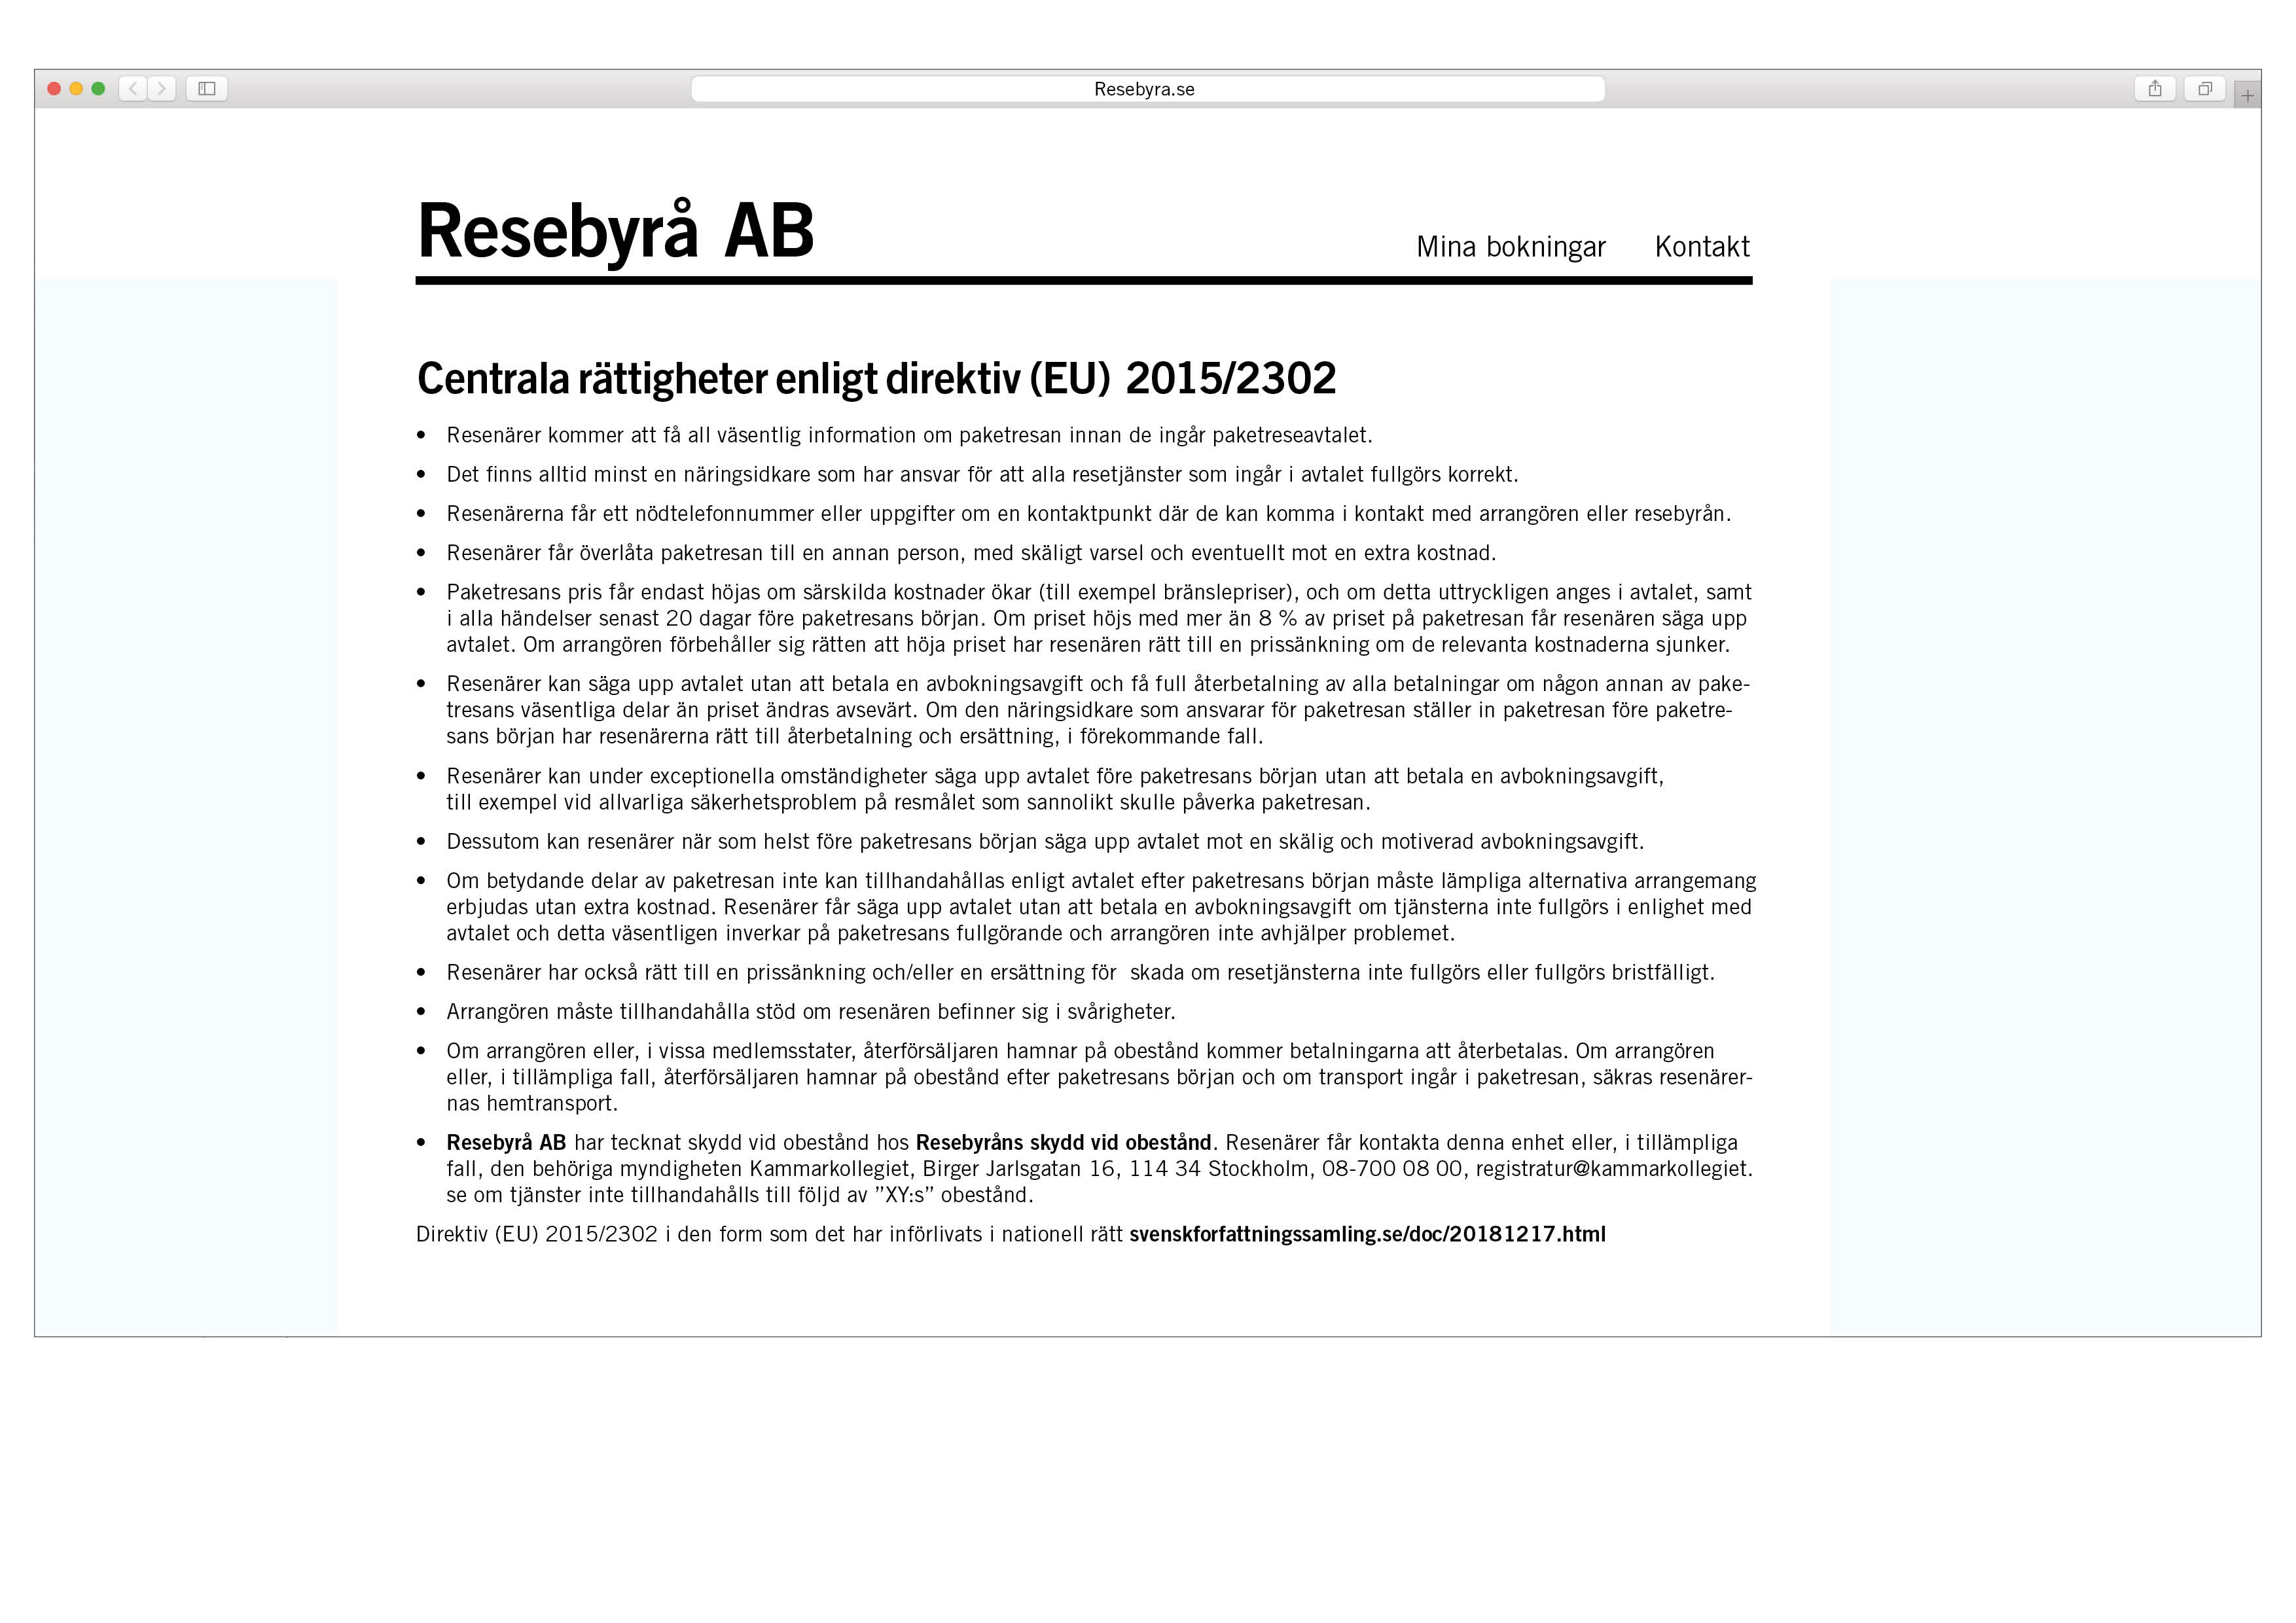 Resebyra.se
Resebyrå AB
Mina bokningar Kontakt
Centrala rättigheter enligt direktiv (EU) 2015/2302
• Resenärer kommer att få all väsentlig information om paketresan innan de ingår paketreseavtalet.
• Det finns alltid minst en näringsidkare som har ansvar för att alla resetjänster som ingår i avtalet fullgörs korrekt.
• Resenärerna får ett nödtelefonnummer eller uppgifter om en kontaktpunkt där de kan komma i kontakt med arrangören eller resebyrån.
• Resenärer får överlåta paketresan till en annan person, med skäligt varsel och eventuellt mot en extra kostnad.
• Paketresans pris får endast höjas om särskilda kostnader ökar (till exempel bränslepriser), och om detta uttryckligen anges i avtalet, samt
i alla händelser senast 20 dagar före paketresans början. Om priset höjs med mer än 8 % av priset på paketresan får resenären säga upp
avtalet. Om arrangören förbehåller sig rätten att höja priset har resenären rätt till en prissänkning om de relevanta kostnaderna sjunker.
• Resenärer kan säga upp avtalet utan att betala en avbokningsavgift och få full återbetalning av alla betalningar om någon annan av pake-
tresans väsentliga delar än priset ändras avsevärt. Om den näringsidkare som ansvarar för paketresan ställer in paketresan före paketre-
sans början har resenärerna rätt till återbetalning och ersättning, i förekommande fall.
• Resenärer kan under exceptionella omständigheter säga upp avtalet före paketresans början utan att betala en avbokningsavgift,
till exempel vid allvarliga säkerhetsproblem på resmålet som sannolikt skulle påverka paketresan.
• Dessutom kan resenärer när som helst före paketresans början säga upp avtalet mot en skälig och motiverad avbokningsavgift.
• Om betydande delar av paketresan inte kan tillhandahållas enligt avtalet efter paketresans början måste lämpliga alternativa arrangemang
erbjudas utan extra kostnad. Resenärer får säga upp avtalet utan att betala en avbokningsavgift om tjänsterna inte fullgörs i enlighet med
avtalet och detta väsentligen inverkar på paketresans fullgörande och arrangören inte avhjälper problemet.
• Resenärer har också rätt till en prissänkning och/eller en ersättning för  skada om resetjänsterna inte fullgörs eller fullgörs bristfälligt.
• Arrangören måste tillhandahålla stöd om resenären befinner sig i svårigheter.
• Om arrangören eller, i vissa medlemsstater, återförsäljaren hamnar på obestånd kommer betalningarna att återbetalas. Om arrangören
eller, i tillämpliga fall, återförsäljaren hamnar på obestånd efter paketresans början och om transport ingår i paketresan, säkras resenärer-
nas hemtransport.
• Resebyrå AB har tecknat skydd vid obestånd hos Resebyråns skydd vid obestånd. Resenärer får kontakta denna enhet eller, i tillämpliga
fall, den behöriga myndigheten Kammarkollegiet, Birger Jarlsgatan 16, 114 34 Stockholm, 08-700 08 00, registratur@kammarkollegiet.
se om tjänster inte tillhandahålls till följd av ”XY:s” obestånd.
Direktiv (EU) 2015/2302 i den form som det har införlivats i nationell rätt svenskforfattningssamling.se/doc/20181217.html